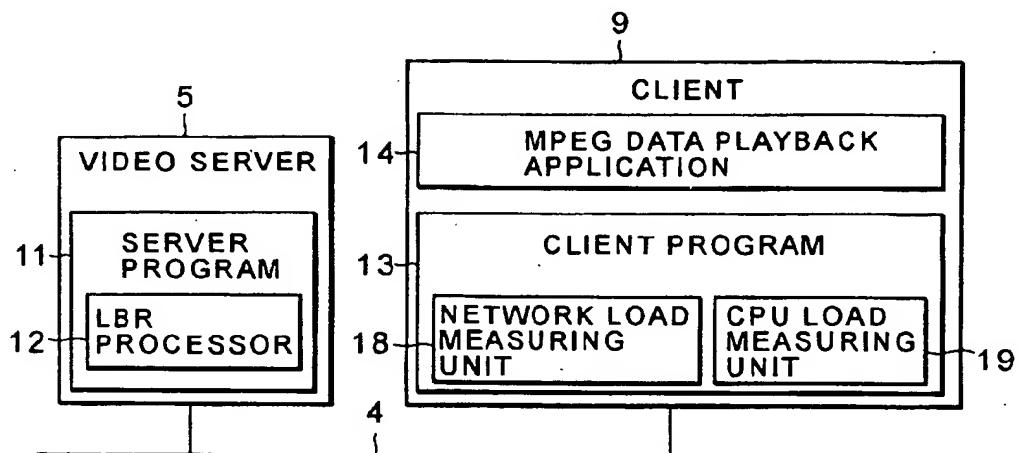 9
CLIENT
5
14
MPEG DATA PLAYBACK
APPLICATION
VIDEO SERVER
11
SERVER
PROGRAM
13
CLIENT PROGRAM
12
LBR
PROCESSOR
18
NETWORK LOAD
MEASURING
UNIT
CPU LOAD
MEASURING
UNIT
19
4